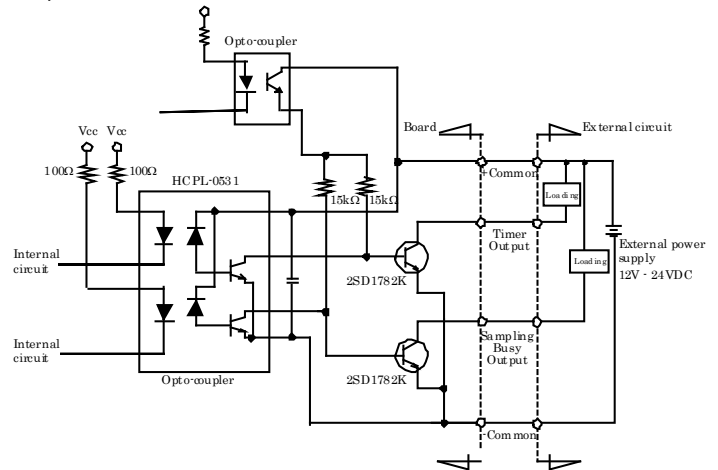 Opto-coupler
Board
External circuit
Vcc Vcc
100Ω
100Ω
HCPL-0531
15kΩ
15kΩ
+Common
Loading
Timer
Output
Internal
circuit
External power
supply
12V - 24VDC
Loading
2SD1782K
Sampling
Busy
Output
Internal
circuit
Opto-coupler
2SD1782K
-Common